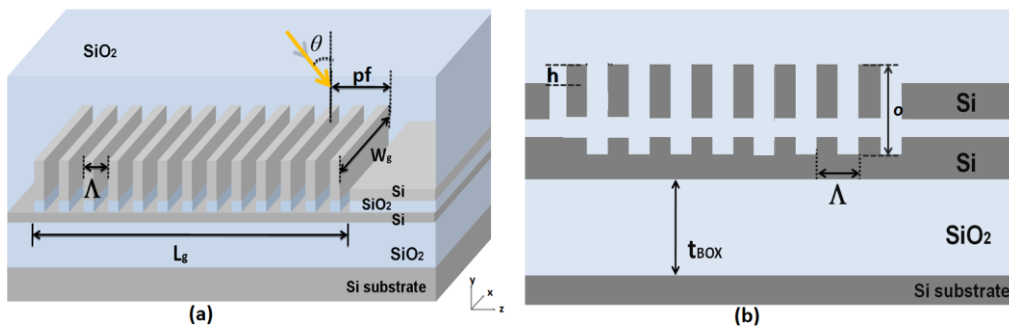 SiO2
θ
pf
Wg
Λ
Si
SiO2
Si
Lg
SiO2
Si substrate
y
x
z
(a)
h
o
Si
Si
Λ
tBOX
SiO2
Si substrate
(b)